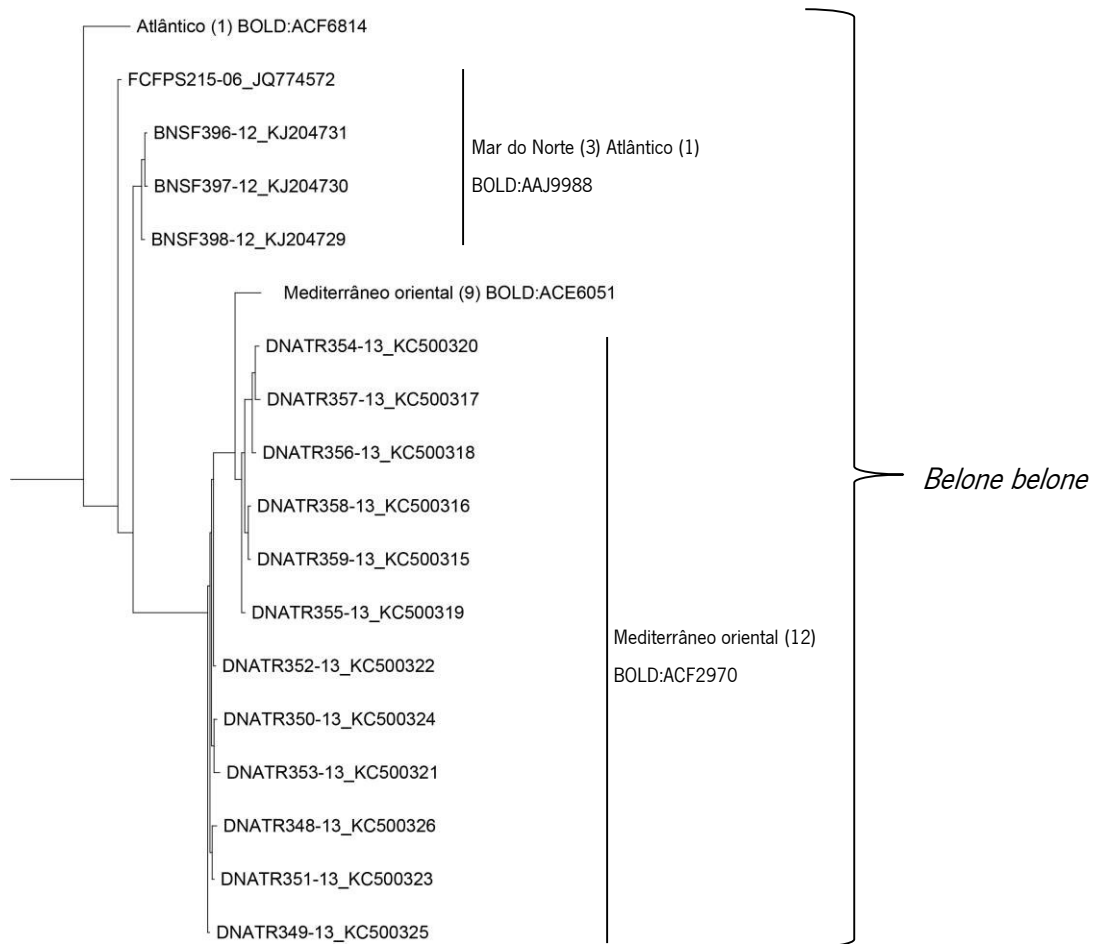 Atlântico (1) BOLD:ACF6814
FCFPS215-06_JQ774572
BNSF396-12_KJ204731
BNSF397-12_KJ204730
BNSF398-12_KJ204729
Mar do Norte (3) Atlântico (1)
BOLD:AAJ9988
Mediterrâneo oriental (9) BOLD:ACE6051
DNATR354-13_KC500320
DNATR357-13_KC500317
DNATR356-13_KC500318
DNATR358-13_KC500316
DNATR359-13_KC500315
DNATR355-13_KC500319
DNATR352-13_KC500322
DNATR350-13_KC500324
DNATR353-13_KC500321
DNATR348-13_KC500326
DNATR351-13_KC500323
DNATR349-13_KC500325
Mediterrâneo oriental (12)
BOLD:ACF2970
Belone belone